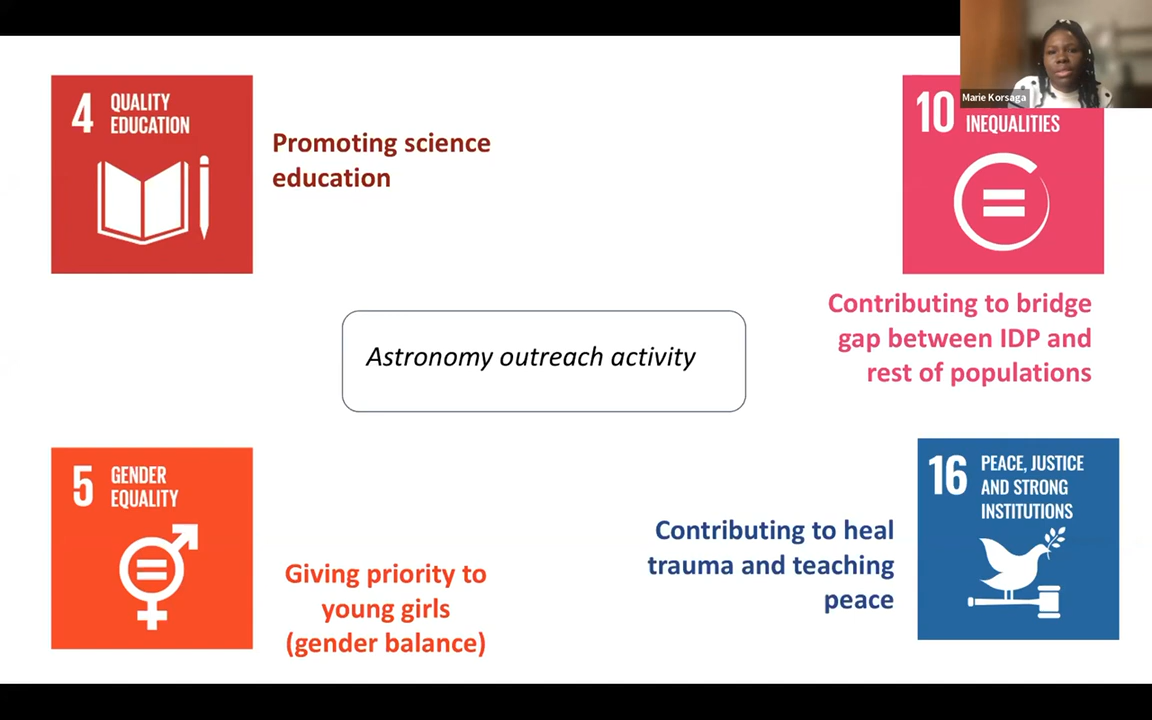 4 QUALITY
EDUCATION
Promoting science
education
Marie Korsaga
10
INEQUALITIES
Contributing to bridge
gap between IDP and
rest of populations
Astronomy outreach activity
5 GENDER
EQUALITY
Giving priority to
young girls
(gender balance)
Contributing to heal
trauma and teaching
peace
16 PEACE, JUSTICE
AND STRONG
INSTITUTIONS